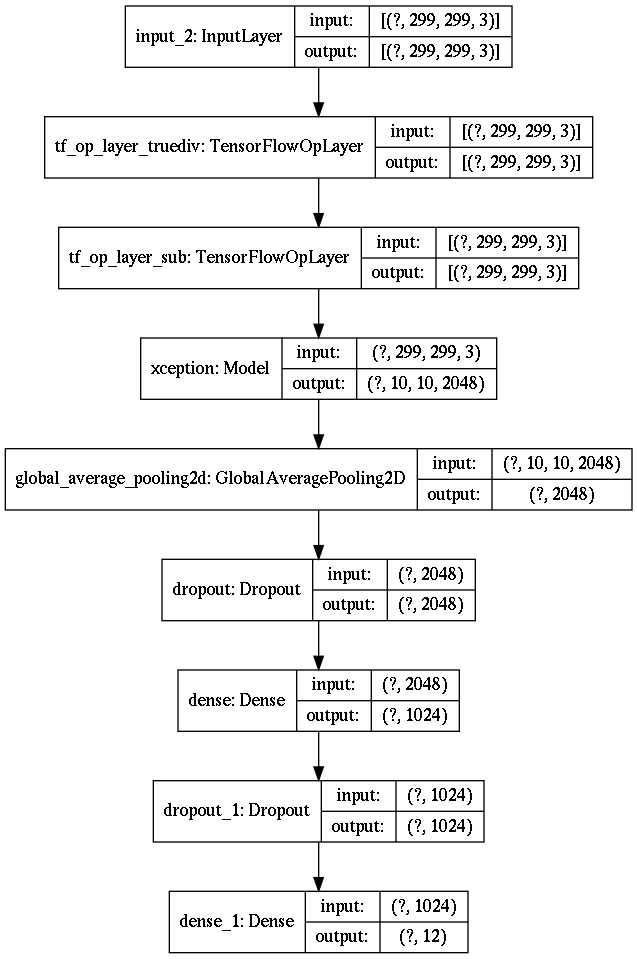 input_2: InputLayer
input: [(?, 299, 299, 3)]
output: [(?, 299, 299, 3)]
tf_op_layer_truediv: TensorFlowOpLayer
input: [(?, 299, 299, 3)]
output: [(?, 299, 299, 3)]
tf_op_layer_sub: TensorFlowOpLayer
input: [(?, 299, 299, 3)]
output: [(?, 299, 299, 3)]
xception: Model
input: (?, 299, 299, 3)
output: (?, 10, 10, 2048)
global_average_pooling2d: GlobalAveragePooling2D
input: (?, 10, 10, 2048)
output: (?, 2048)
dropout: Dropout
input: (?, 2048)
output: (?, 2048)
dense: Dense
input: (?, 2048)
output: (?, 1024)
dropout_1: Dropout
input: (?, 1024)
output: (?, 1024)
dense_1: Dense
input: (?, 1024)
output: (?, 12)